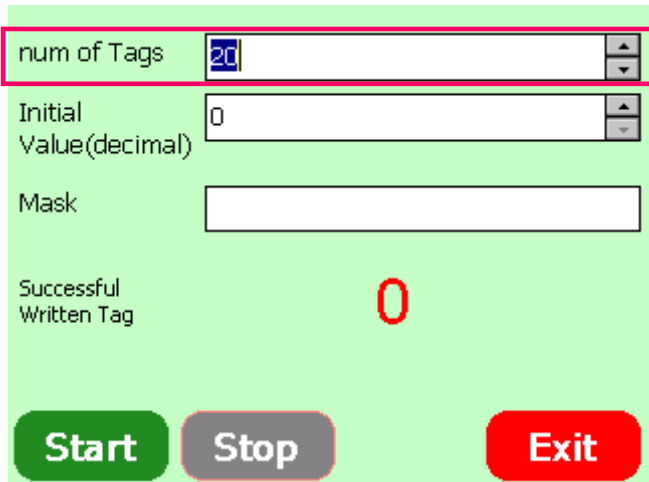 num of Tags 20
Initial
Value(decimal) 0
Mask
Successful
Written Tag 0
Start Stop Exit